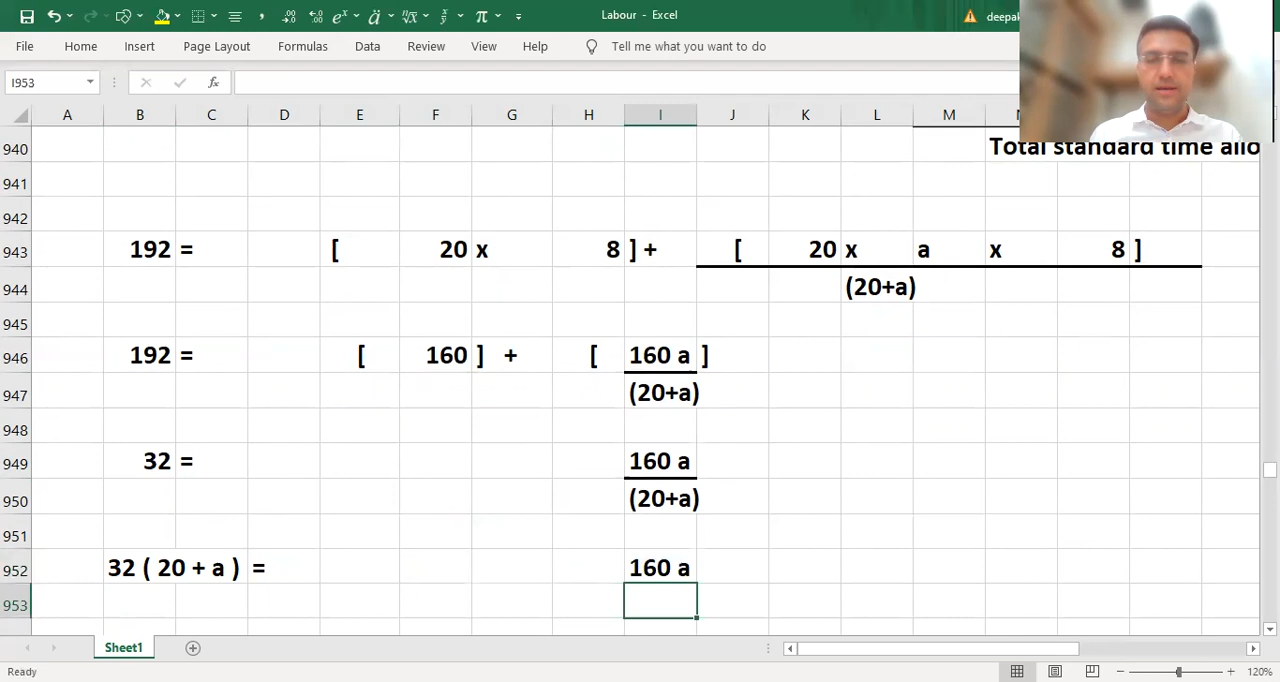 Labour - Excel
deepak
File Home Insert Page Layout Formulas Data Review View Help Tell me what you want to do
I953 fx
A B C D E F G H I J K L M
940 Total standard time allo
941
942
943 192 = [ 20 x 8 ] + [ 20 x a x 8 ]
944 (20+a)
945
946 192 = [ 160 ] + [ 160 a ]
947 (20+a)
948
949 32 = 160 a
950 (20+a)
951
952 32 ( 20 + a ) = 160 a
953
Sheet1
Ready 120%